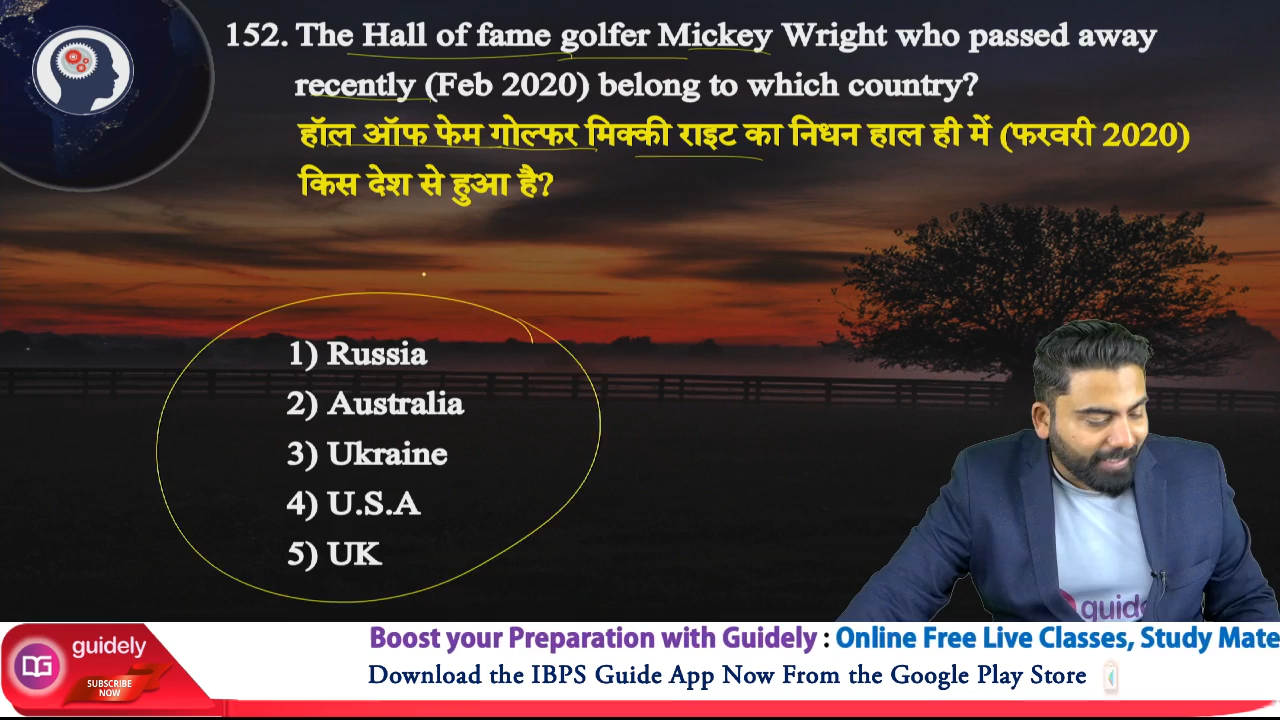 152. The Hall of fame golfer Mickey Wright who passed away
recently (Feb 2020) belong to which country?
हॉल ऑफ फेम गोल्फर मिक्की राइट का निधन हाल ही में (फरवरी 2020)
किस देश से हुआ है?
1) Russia
2) Australia
3) Ukraine
4) U.S.A
5) UK
guide
guidely
SUBSCRIBE
NOW
Boost your Preparation with Guidely : Online Free Live Classes, Study Mate
Download the IBPS Guide App Now From the Google Play Store